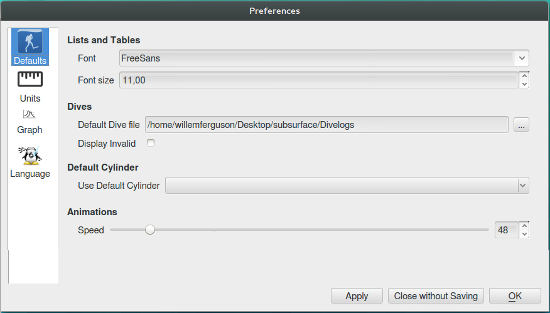 Preferences
Defaults
Units
Graph
Language
Lists and Tables
Font FreeSans
Font size 11,00
Dives
Default Dive file /home/willemferguson/Desktop/subsurface/Divelogs ...
Display Invalid
Default Cylinder
Use Default Cylinder
Animations
Speed 48
Apply Close without Saving OK